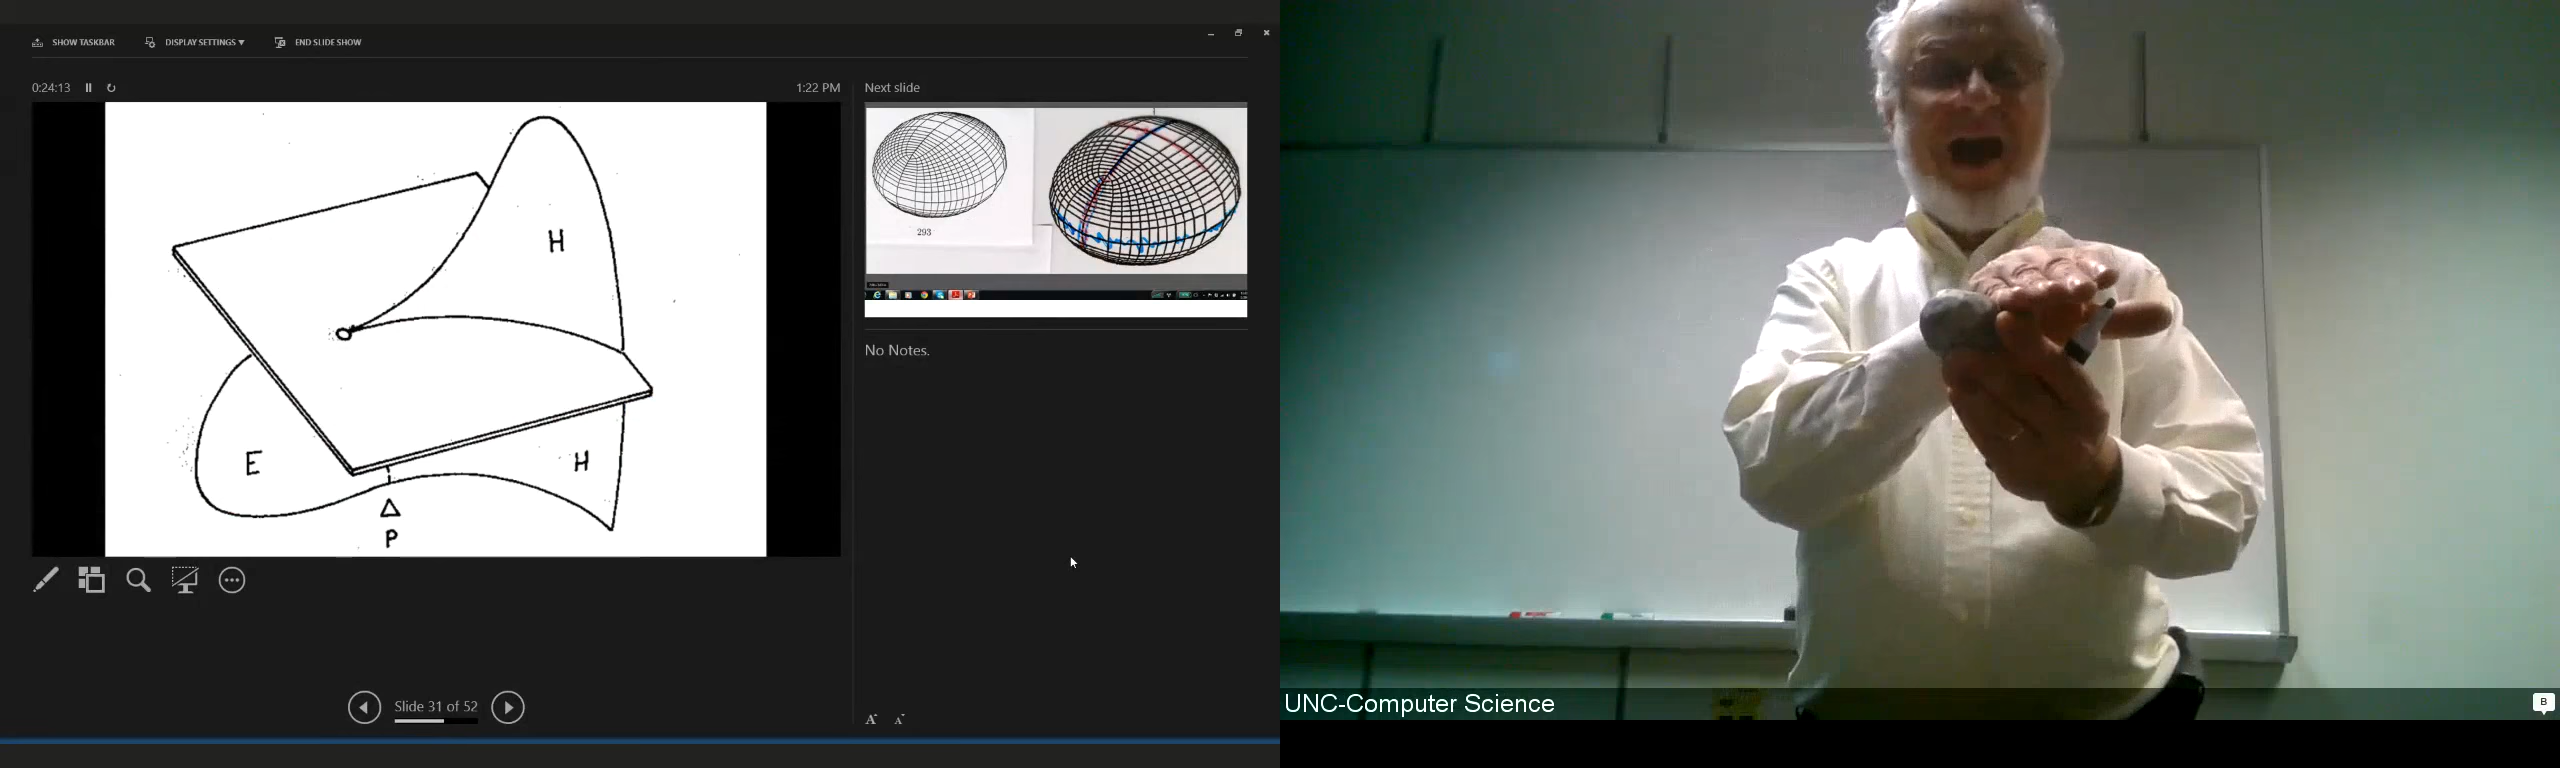 SHOW TASKBAR
DISPLAY SETTINGS ▼
END SLIDE SHOW
0:24:13
1:22 PM
Next slide
H
E
H
Δ
P
293
No Notes.
Slide 31 of 52
A A
UNC-Computer Science
B